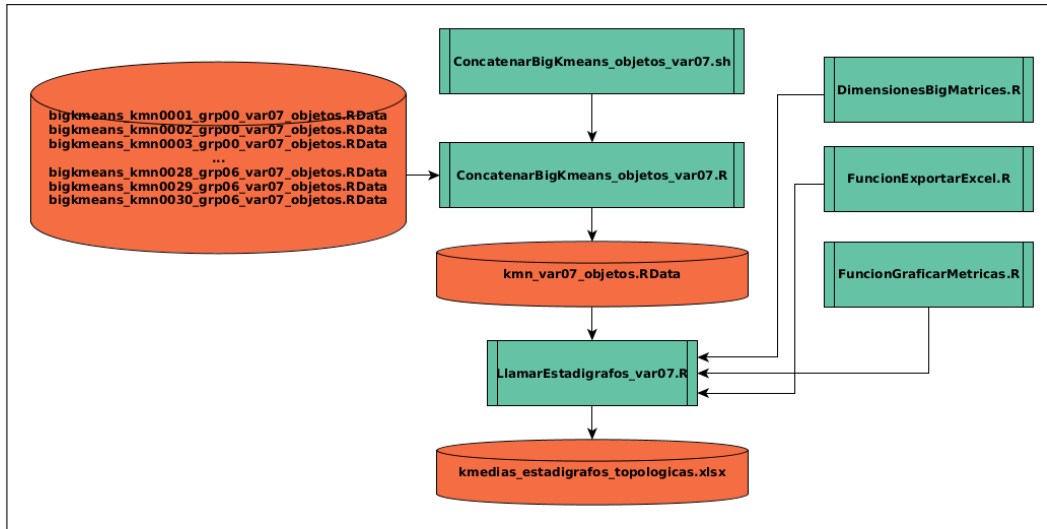 ConcatenarBigKmeans_objetos_var07.sh
DimensionesBigMatrices.R
bigkmeans_kmn0001_grp00_var07_objetos.RData
bigkmeans_kmn0002_grp00_var07_objetos.RData
bigkmeans_kmn0003_grp00_var07_objetos.RData
...
bigkmeans_kmn0028_grp06_var07_objetos.RData
bigkmeans_kmn0029_grp06_var07_objetos.RData
bigkmeans_kmn0030_grp06_var07_objetos.RData
ConcatenarBigKmeans_objetos_var07.R
FuncionExportarExcel.R
kmn_var07_objetos.RData
FuncionGraficarMetricas.R
LlamarEstadigrafos_var07.R
kmedias_estadigrafos_topologicas.xlsx